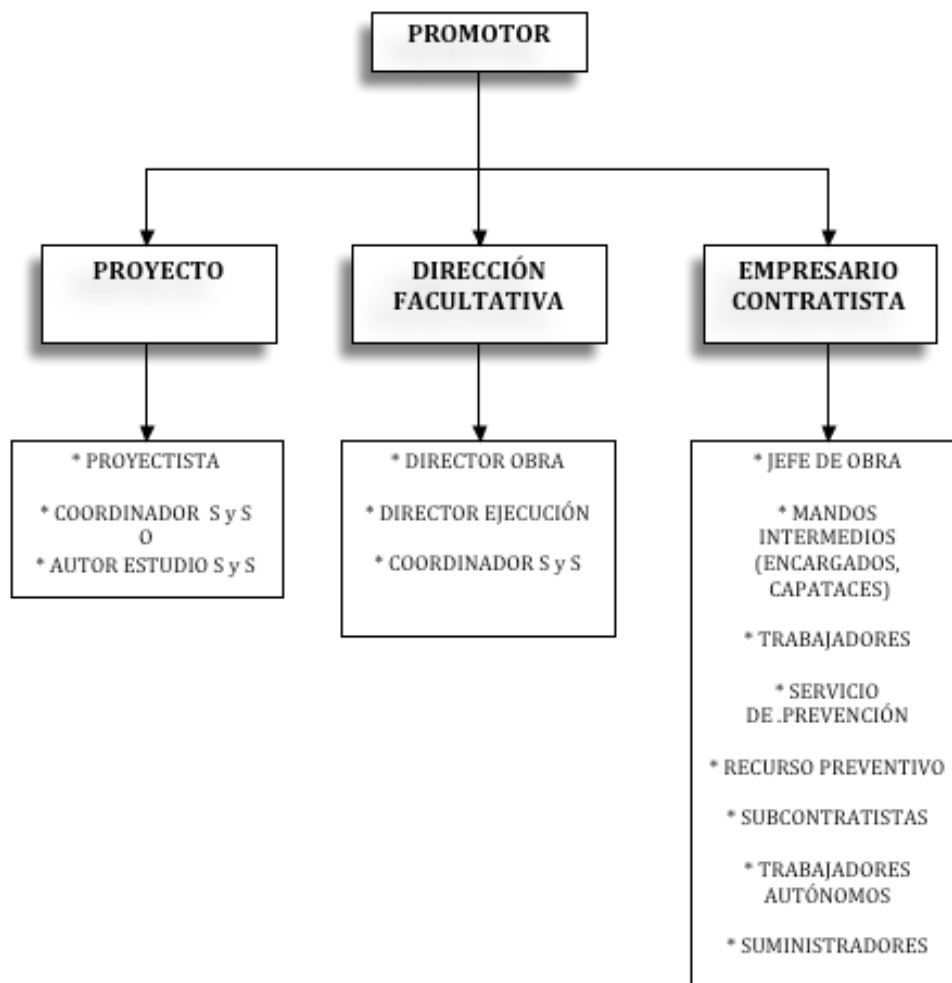 PROMOTOR
PROYECTO
DIRECCIÓN
FACULTATIVA
EMPRESARIO
CONTRATISTA
* PROYECTISTA
* COORDINADOR S y S
O
* AUTOR ESTUDIO S y S
* DIRECTOR OBRA
* DIRECTOR EJECUCIÓN
* COORDINADOR S y S
* JEFE DE OBRA
* MANDOS
INTERMEDIOS
(ENCARGADOS,
CAPATACES)
* TRABAJADORES
* SERVICIO
DE .PREVENCIÓN
* RECURSO PREVENTIVO
* SUBCONTRATISTAS
* TRABAJADORES
AUTÓNOMOS
* SUMINISTRADORES